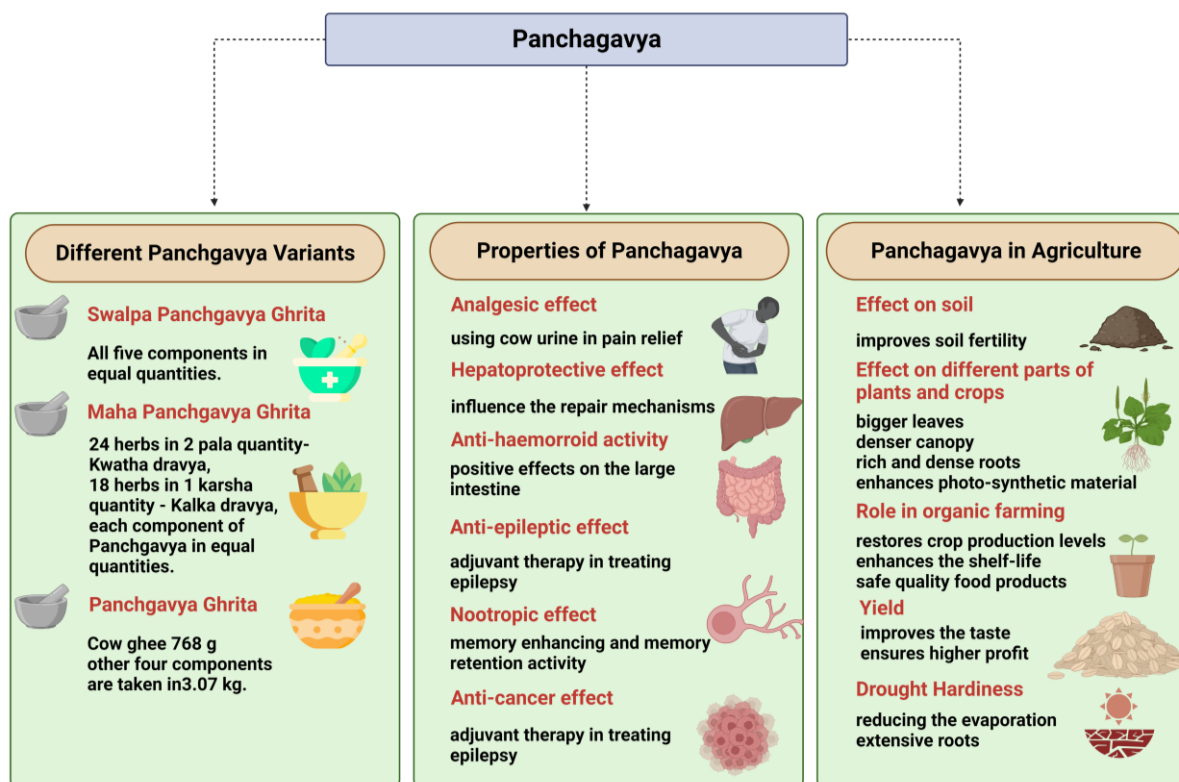 Panchagavya
Different Panchgavya Variants
Swalpa Panchgavya Ghrita
All five components in
equal quantities.
Maha Panchgavya Ghrita
24 herbs in 2 pala quantity-
Kwatha dravya,
18 herbs in 1 karsha
quantity - Kalka dravya,
each component of
Panchgavya in equal
quantities.
Panchgavya Ghrita
Cow ghee 768 g
other four components
are taken in3.07 kg.
Properties of Panchagavya
Analgesic effect
using cow urine in pain relief
Hepatoprotective effect
influence the repair mechanisms
Anti-haemorroid activity
positive effects on the large
intestine
Anti-epileptic effect
adjuvant therapy in treating
epilepsy
Nootropic effect
memory enhancing and memory
retention activity
Anti-cancer effect
adjuvant therapy in treating
epilepsy
Panchagavya in Agriculture
Effect on soil
improves soil fertility
Effect on different parts of
plants and crops
bigger leaves
denser canopy
rich and dense roots
enhances photo-synthetic material
Role in organic farming
restores crop production levels
enhances the shelf-life
safe quality food products
Yield
improves the taste
ensures higher profit
Drought Hardiness
reducing the evaporation
extensive roots